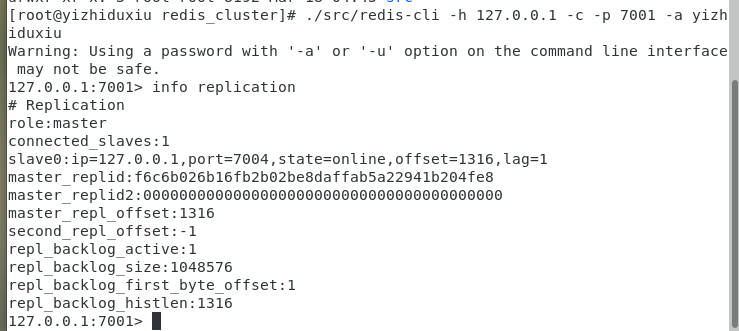 [root@yizhiduxiu redis_cluster]# ./src/redis-cli -h 127.0.0.1 -c -p 7001 -a yizh
iduxiu
Warning: Using a password with '-a' or '-u' option on the command line interface
 may not be safe.
127.0.0.1:7001> info replication
# Replication
role:master
connected_slaves:1
slave0:ip=127.0.0.1,port=7004,state=online,offset=1316,lag=1
master_replid:f6c6b026b16fb2b02be8daffab5a22941b204fe8
master_replid2:0000000000000000000000000000000000000000
master_repl_offset:1316
second_repl_offset:-1
repl_backlog_active:1
repl_backlog_size:1048576
repl_backlog_first_byte_offset:1
repl_backlog_histlen:1316
127.0.0.1:7001>